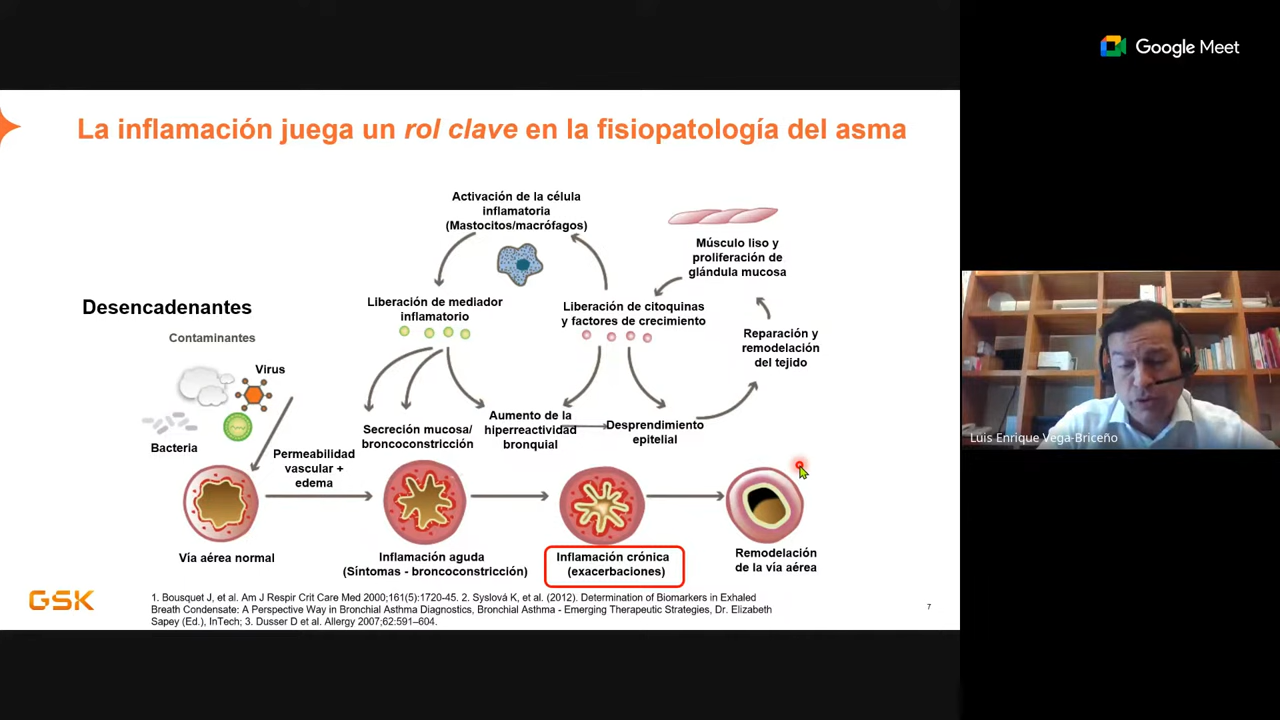 Google Meet
La inflamación juega un rol clave en la fisiopatología del asma
Activación de la célula
inflamatoria
(Mastocitos/macrófagos)
Músculo liso y
proliferación de
glándula mucosa
Desencadenantes
Liberación de mediador
inflamatorio
Liberación de citoquinas
y factores de crecimiento
Contaminantes
Reparación y
remodelación
del tejido
Virus
Bacteria
Secreción mucosa/
broncoconstricción
Aumento de la
hiperreactividad
bronquial
Desprendimiento
epitelial
Permeabilidad
vascular +
edema
Vía aérea normal
Inflamación aguda
(Síntomas - broncoconstricción)
Inflamación crónica
(exacerbaciones)
Remodelación
de la vía aérea
GSK
1. Bousquet J, et al. Am J Respir Crit Care Med 2000;161(5):1720-45. 2. Syslová K, et al. (2012). Determination of Biomarkers in Exhaled
Breath Condensate: A Perspective Way in Bronchial Asthma Diagnostics, Bronchial Asthma - Emerging Therapeutic Strategies, Dr. Elizabeth
Sapey (Ed.), InTech; 3. Dusser D et al. Allergy 2007;62:591–604.
7
Luis Enrique Vega-Briceño